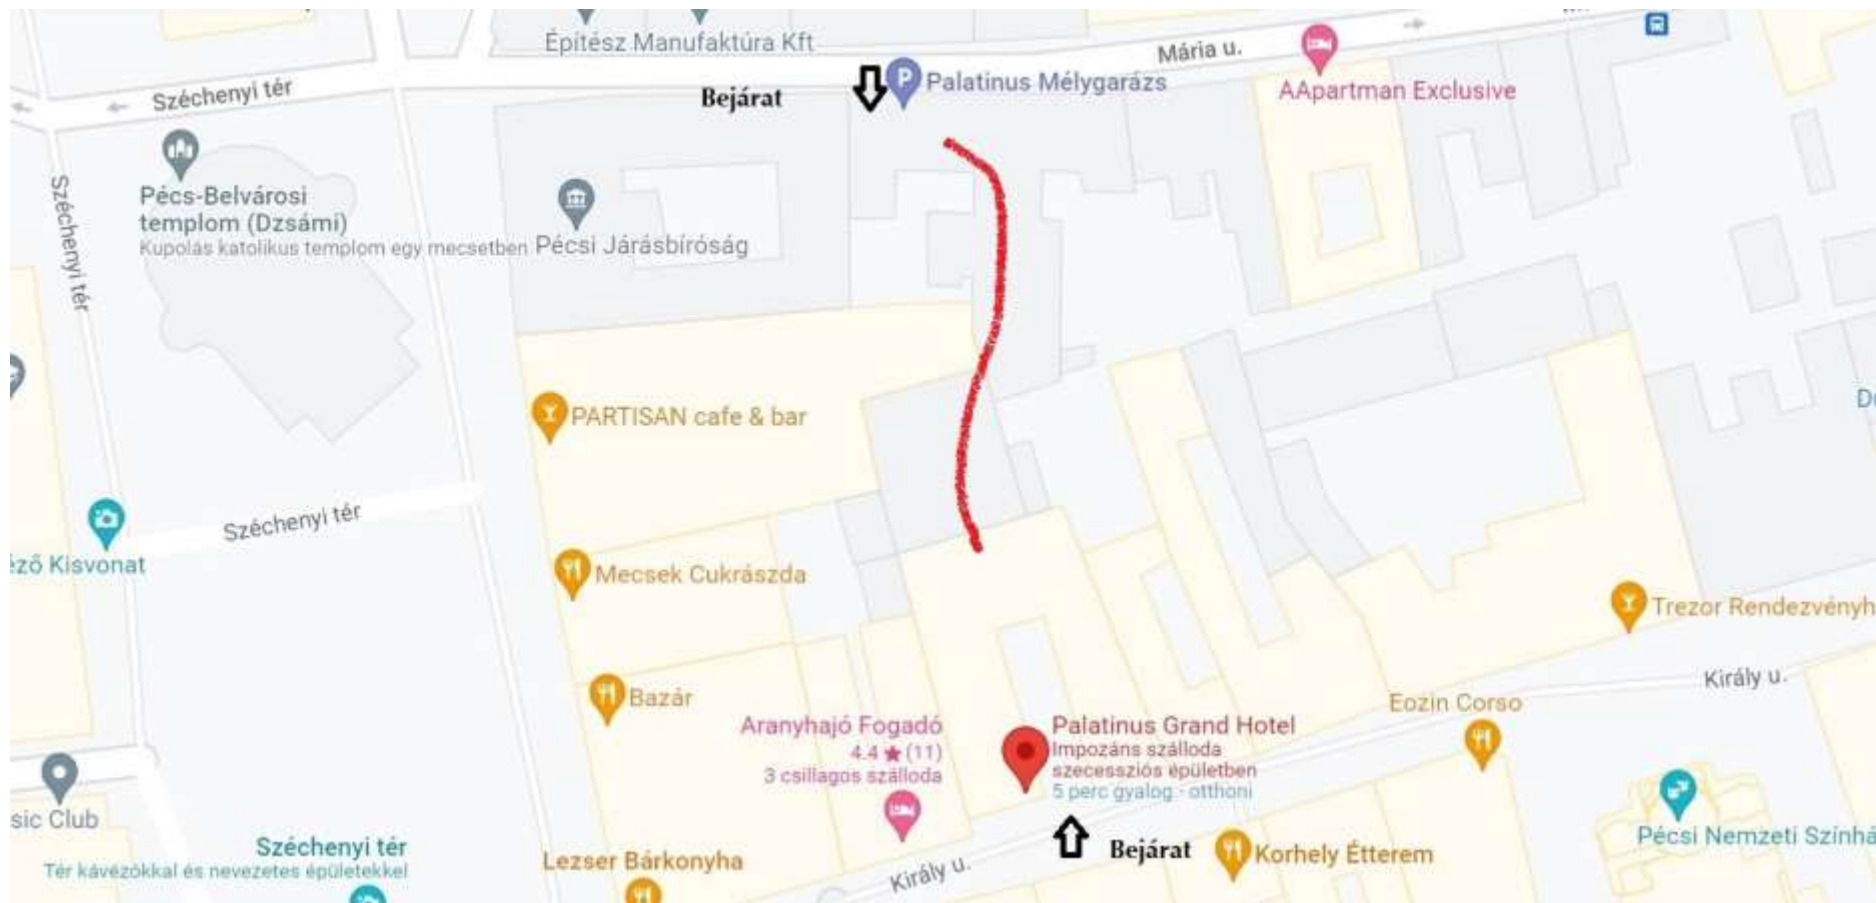 Építész Manufaktúra Kft
Mária u.
Széchenyi tér
Bejárat
P
Palatinus Mélygarázs
AApartman Exclusive
Széchenyi tér
Pécs-Belvárosi
templom (Dzsámi)
Kupolás katolikus templom egy mecsetben
Pécsi Járásbíróság
PARTISAN cafe & bar
Széchenyi tér
ező Kisvonat
Mecsek Cukrászda
Trezor Rendezvényh
Király u.
Bazár
Eozin Corso
Aranyhajó Fogadó
4.4 ★ (11)
3 csillagos szálloda
Palatinus Grand Hotel
Impozáns szálloda
szecessziós épületben
5 perc gyalog - otthoni
sic Club
Pécsi Nemzeti Színhá
Széchenyi tér
Tér kávézókkal és nevezetes épületekkel
Lezser Bárkonyha
Király u.
Bejárat
Korhely Étterem